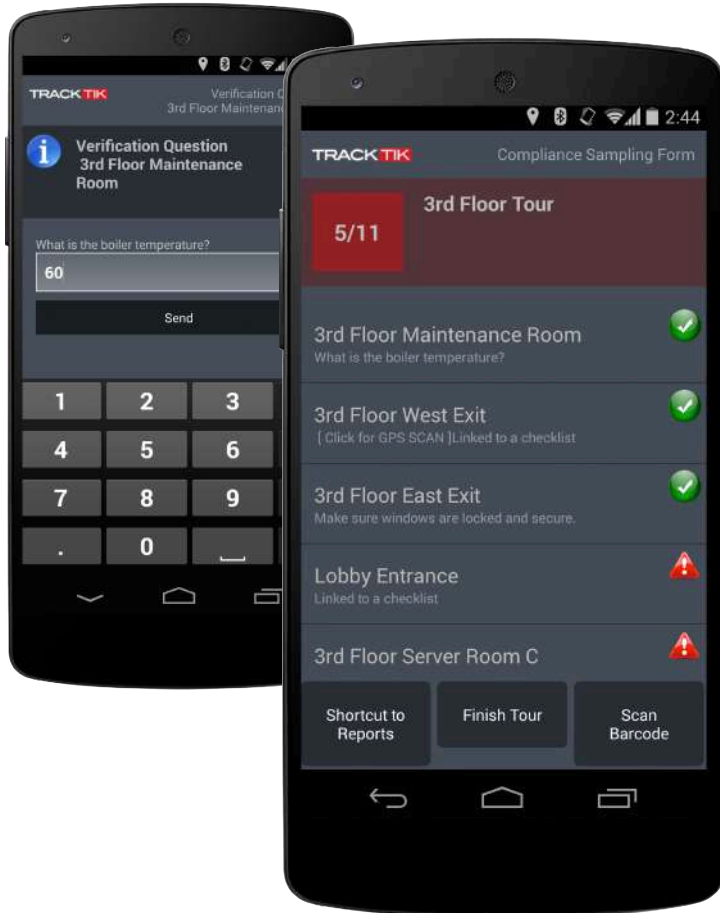 TRACKTIK
Verification
3rd Floor Maintenance
Verification Question
3rd Floor Maintenance
Room
What is the boiler temperature?
60
Send
1 2 3
4 5 6
7 8 9
. 0
2:44
TRACKTIK Compliance Sampling Form
5/11
3rd Floor Tour
3rd Floor Maintenance Room
What is the boiler temperature?
3rd Floor West Exit
[ Click for GPS SCAN ]Linked to a checklist
3rd Floor East Exit
Make sure windows are locked and secure.
Lobby Entrance
Linked to a checklist
3rd Floor Server Room C
Shortcut to
Reports
Finish Tour
Scan
Barcode